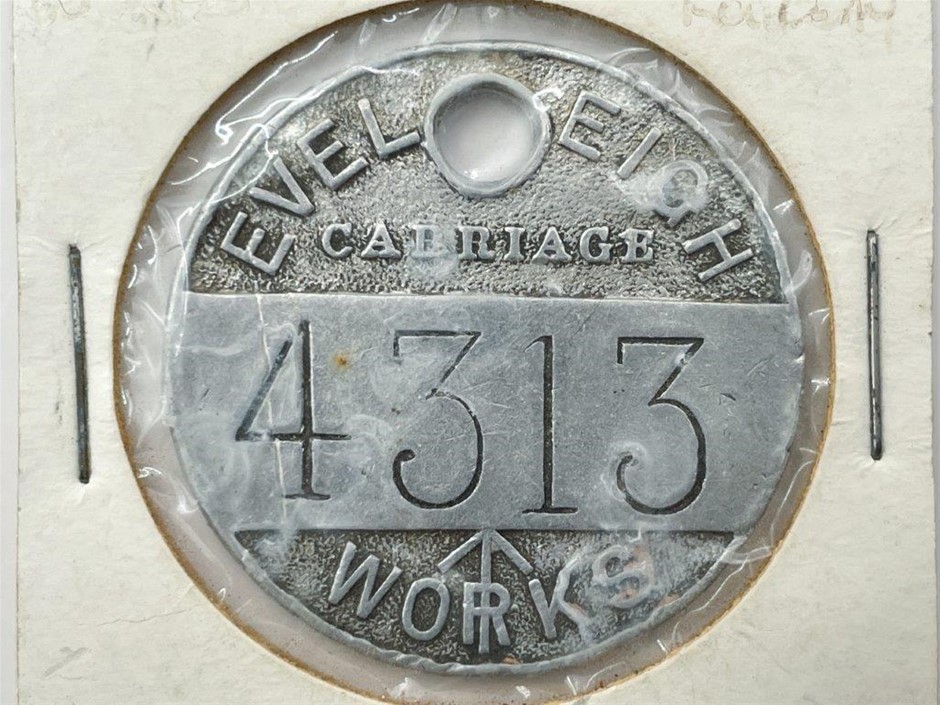 EVELEIGH
CARRIAGE
4313
WORKS